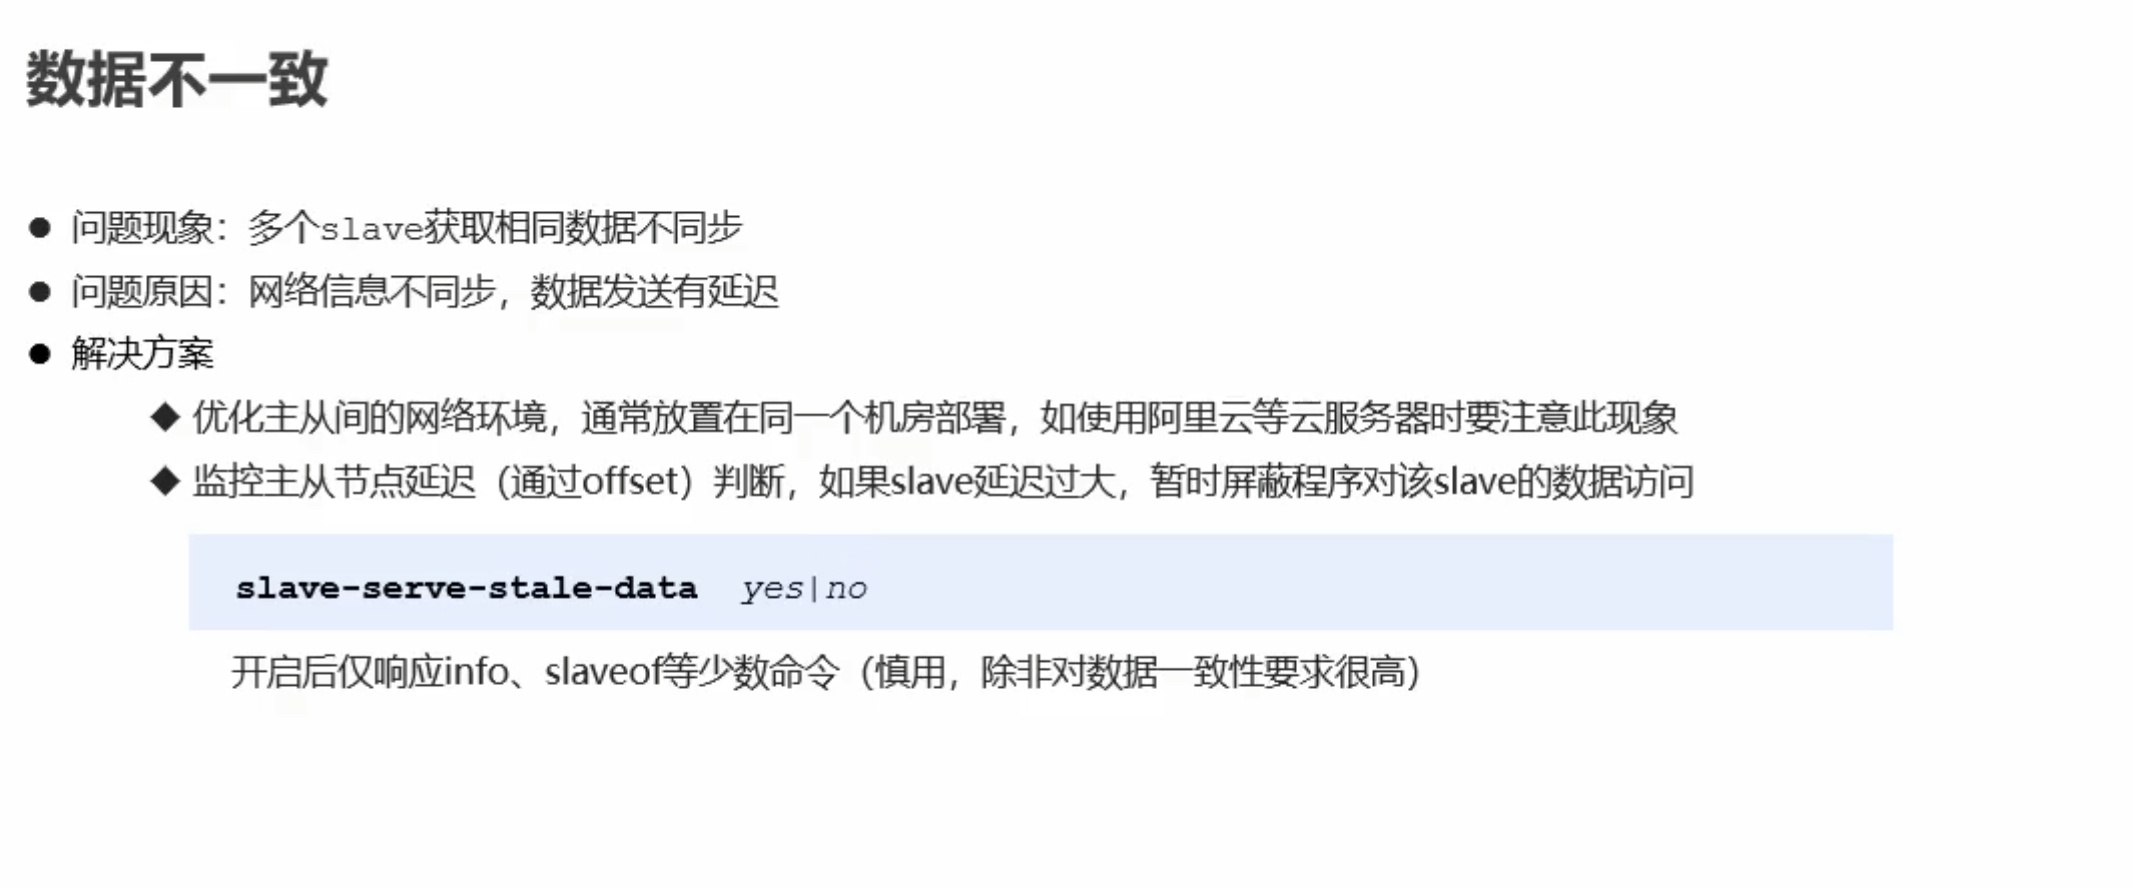 数据不一致
● 问题现象：多个slave获取相同数据不同步
● 问题原因：网络信息不同步，数据发送有延迟
● 解决方案
◆ 优化主从间的网络环境，通常放置在同一个机房部署，如使用阿里云等云服务器时要注意此现象
◆ 监控主从节点延迟（通过offset）判断，如果slave延迟过大，暂时屏蔽程序对该slave的数据访问
slave-serve-stale-data yes|no
开启后仅响应info、slaveof等少数命令（慎用，除非对数据一致性要求很高）